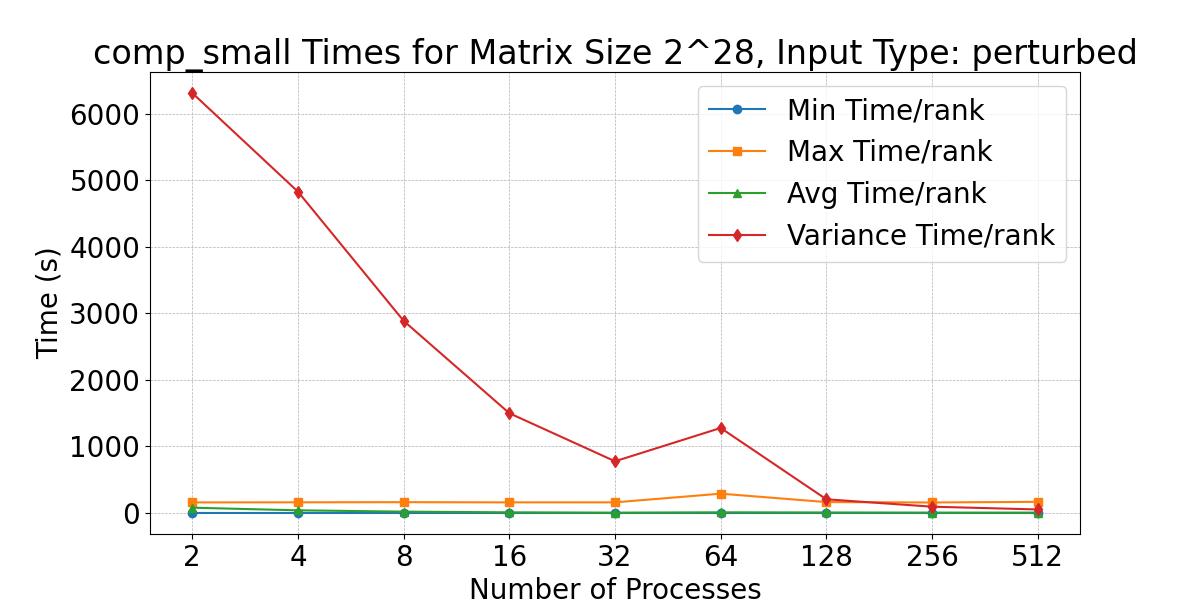 comp_small Times for Matrix Size 2^28, Input Type: perturbed
Min Time/rank
Max Time/rank
Avg Time/rank
Variance Time/rank
Time (s)
6000
5000
4000
3000
2000
1000
0
2 4 8 16 32 64 128 256 512
Number of Processes